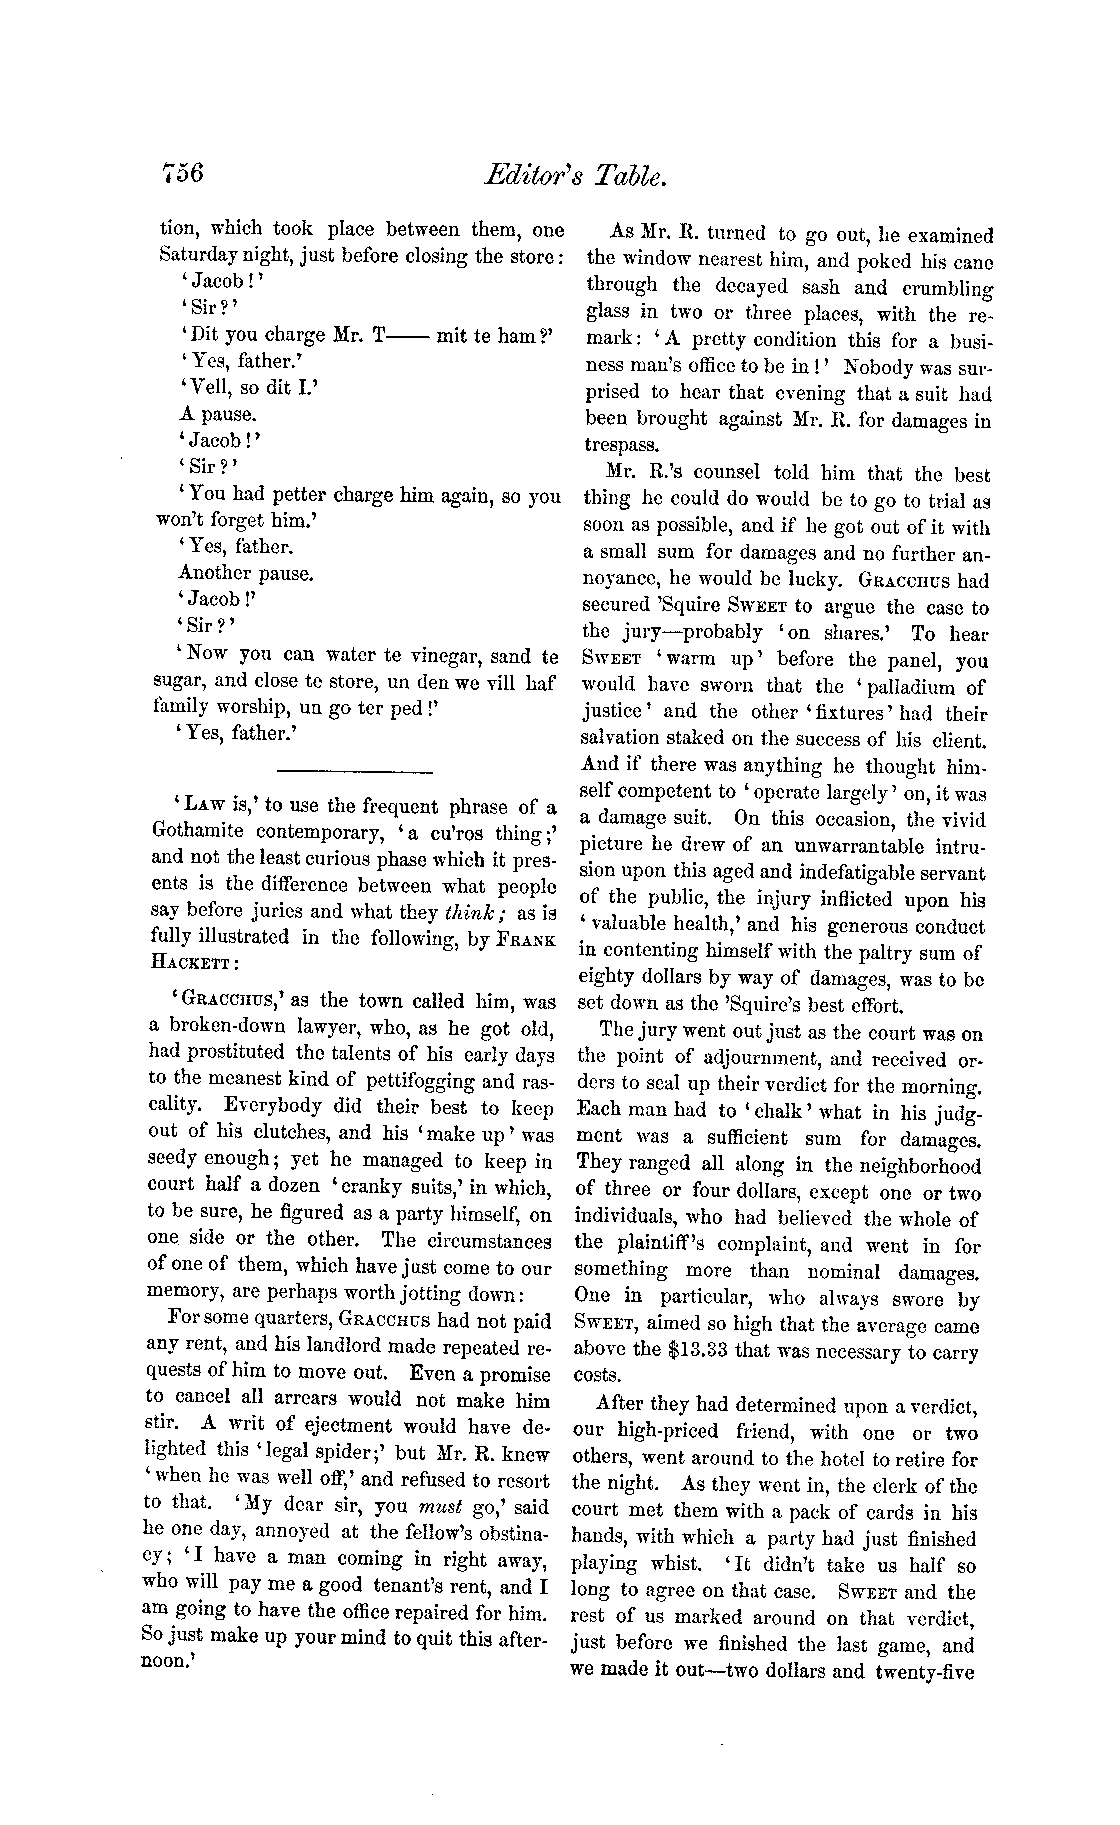 756
Editor's Table.
tion, which took place between them, one
Saturday night, just before closing the store:
'Jacob!'
'Sir?'
'Dit you charge Mr. T—— mit te ham?'
'Yes, father.'
'Vell, so dit I.'
A pause.
'Jacob!'
'Sir?'
'You had petter charge him again, so you
won't forget him.'
'Yes, father.
Another pause.
'Jacob!'
'Sir?'
'Now you can water te vinegar, sand te
sugar, and close te store, un den we vill haf
family worship, un go ter ped!'
'Yes, father.'
'LAW is,' to use the frequent phrase of a
Gothamite contemporary, 'a cu'ros thing;'
and not the least curious phase which it pres-
ents is the difference between what people
say before juries and what they think; as is
fully illustrated in the following, by FRANK
HACKETT:
'GRACCHUS,' as the town called him, was
a broken-down lawyer, who, as he got old,
had prostituted the talents of his early days
to the meanest kind of pettifogging and ras-
cality. Everybody did their best to keep
out of his clutches, and his 'make up' was
seedy enough; yet he managed to keep in
court half a dozen 'cranky suits,' in which,
to be sure, he figured as a party himself, on
one side or the other. The circumstances
of one of them, which have just come to our
memory, are perhaps worth jotting down:
For some quarters, GRACCHUS had not paid
any rent, and his landlord made repeated re-
quests of him to move out. Even a promise
to cancel all arrears would not make him
stir. A writ of ejectment would have de-
lighted this 'legal spider;' but Mr. R. knew
'when he was well off,' and refused to resort
to that. 'My dear sir, you must go,' said
he one day, annoyed at the fellow's obstina-
cy; 'I have a man coming in right away,
who will pay me a good tenant's rent, and I
am going to have the office repaired for him.
So just make up your mind to quit this after-
noon.'
As Mr. R. turned to go out, he examined
the window nearest him, and poked his cane
through the decayed sash and crumbling
glass in two or three places, with the re-
mark: 'A pretty condition this for a busi-
ness man's office to be in!' Nobody was sur-
prised to hear that evening that a suit had
been brought against Mr. R. for damages in
trespass.
Mr. R.'s counsel told him that the best
thing he could do would be to go to trial as
soon as possible, and if he got out of it with
a small sum for damages and no further an-
noyance, he would be lucky. GRACCHUS had
secured 'Squire SWEET to argue the case to
the jury—probably 'on shares.' To hear
SWEET 'warm up' before the panel, you
would have sworn that the 'palladium of
justice' and the other 'fixtures' had their
salvation staked on the success of his client.
And if there was anything he thought him-
self competent to 'operate largely' on, it was
a damage suit. On this occasion, the vivid
picture he drew of an unwarrantable intru-
sion upon this aged and indefatigable servant
of the public, the injury inflicted upon his
'valuable health,' and his generous conduct
in contenting himself with the paltry sum of
eighty dollars by way of damages, was to be
set down as the 'Squire's best effort.
The jury went out just as the court was on
the point of adjournment, and received or-
ders to seal up their verdict for the morning.
Each man had to 'chalk' what in his judg-
ment was a sufficient sum for damages.
They ranged all along in the neighborhood
of three or four dollars, except one or two
individuals, who had believed the whole of
the plaintiff's complaint, and went in for
something more than nominal damages.
One in particular, who always swore by
SWEET, aimed so high that the average came
above the $13.33 that was necessary to carry
costs.
After they had determined upon a verdict,
our high-priced friend, with one or two
others, went around to the hotel to retire for
the night. As they went in, the clerk of the
court met them with a pack of cards in his
hands, with which a party had just finished
playing whist. 'It didn't take us half so
long to agree on that case. SWEET and the
rest of us marked around on that verdict,
just before we finished the last game, and
we made it out—two dollars and twenty-five